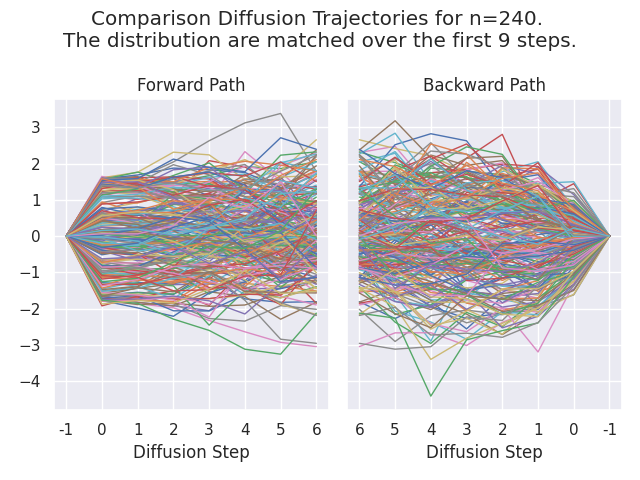 Comparison Diffusion Trajectories for n=240.
The distribution are matched over the first 9 steps.
Forward Path
Backward Path
3
2
1
0
−1
−2
−3
−4
-1 0 1 2 3 4 5 6
6 5 4 3 2 1 0 -1
Diffusion Step
Diffusion Step